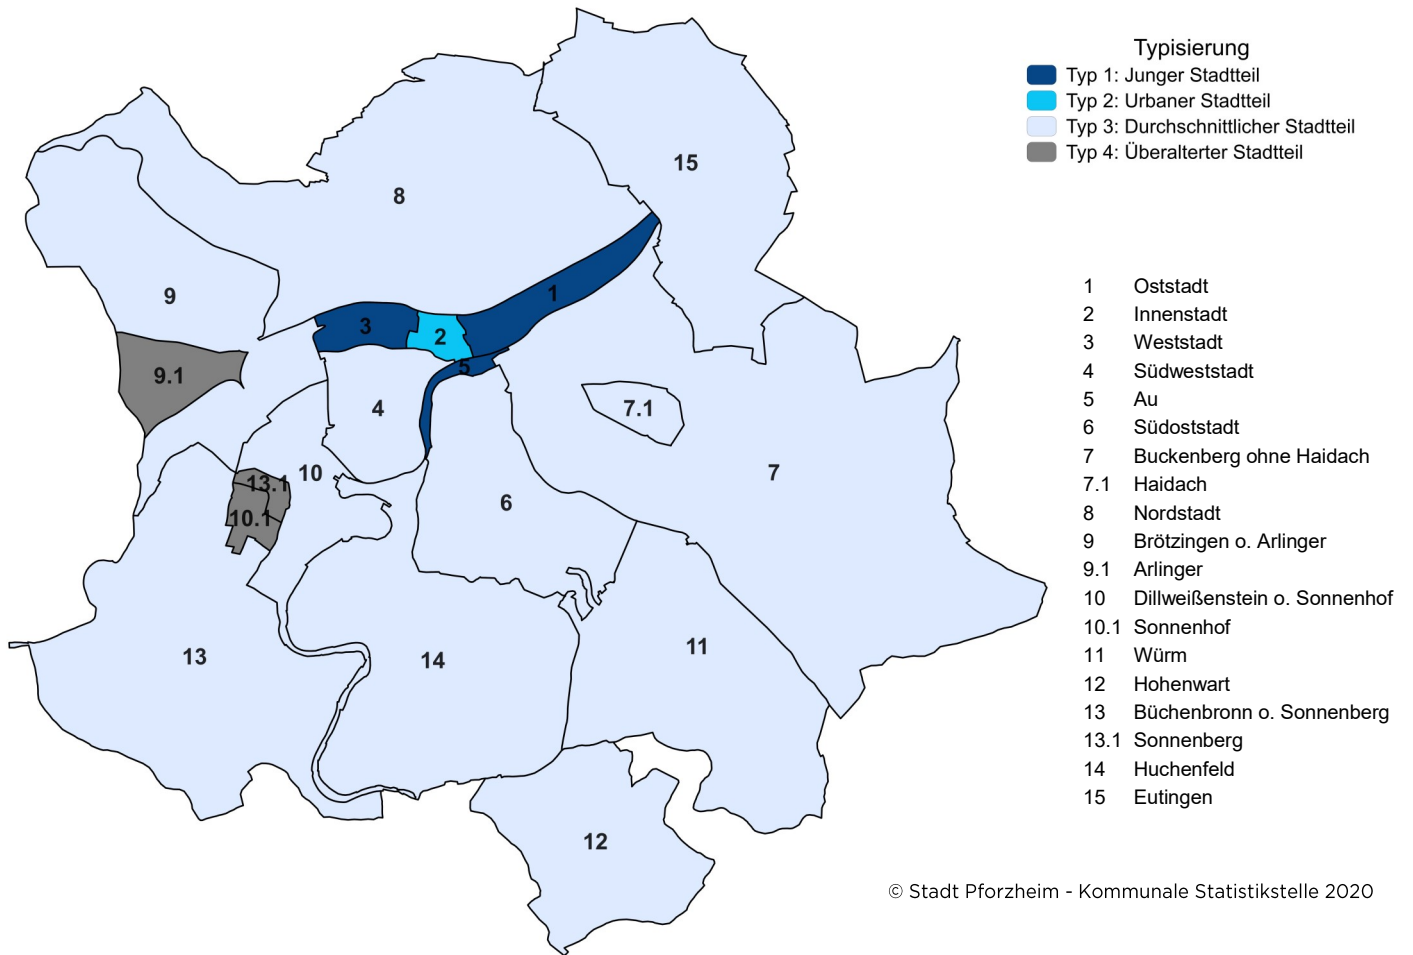 Typisierung
Typ 1: Junger Stadtteil
Typ 2: Urbaner Stadtteil
Typ 3: Durchschnittlicher Stadtteil
Typ 4: Überalterter Stadtteil
15
8
9
1
3
2
5
9.1
4
7.1
10
7
13.1
6
10.1
13
14
11
12
1 Oststadt
2 Innenstadt
3 Weststadt
4 Südweststadt
5 Au
6 Südoststadt
7 Buckenberg ohne Haidach
7.1 Haidach
8 Nordstadt
9 Brötzingen o. Arlinger
9.1 Arlinger
10 Dillweißenstein o. Sonnenhof
10.1 Sonnenhof
11 Würm
12 Hohenwart
13 Büchenbronn o. Sonnenberg
13.1 Sonnenberg
14 Huchenfeld
15 Eutingen
© Stadt Pforzheim - Kommunale Statistikstelle 2020